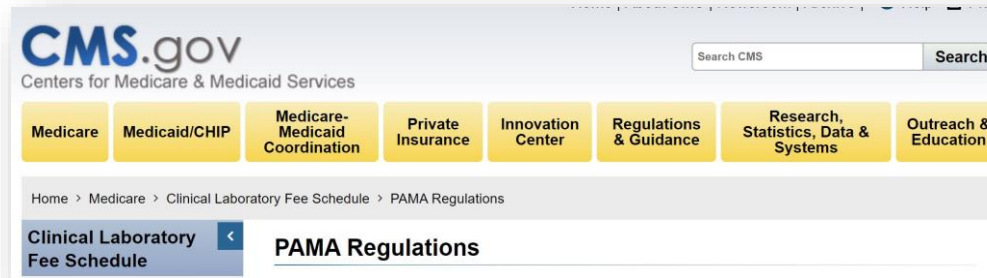 CMS.gov
Centers for Medicare & Medicaid Services
Search CMS
Search
Medicare
Medicaid/CHIP
Medicare-
Medicaid
Coordination
Private
Insurance
Innovation
Center
Regulations
& Guidance
Research,
Statistics, Data &
Systems
Outreach &
Education
Home > Medicare > Clinical Laboratory Fee Schedule > PAMA Regulations
Clinical Laboratory
Fee Schedule
PAMA Regulations